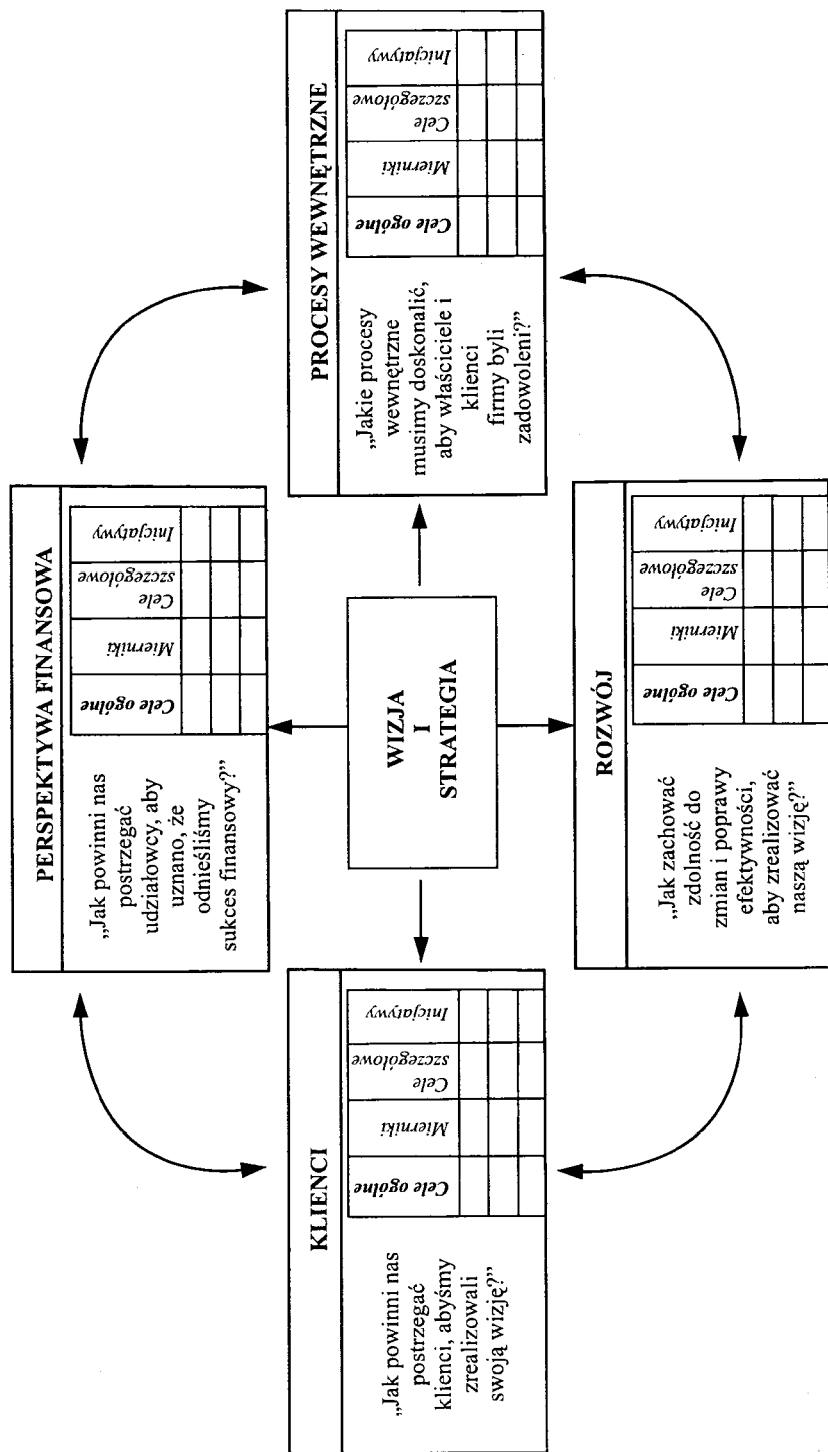 PERSPEKTYWA FINANSOWA
„Jak powinni nas
postrzegać
udziałowcy, aby
uznano, że
odnieśliśmy
sukces finansowy?”
Cele ogólne
Mierniki
Cele
szczegółowe
Inicjatywy
KLIENCI
„Jak powinni nas
postrzegać
klienci, abyśmy
zrealizowali
swoją wizję?”
Cele ogólne
Mierniki
Cele
szczegółowe
Inicjatywy
WIZJA
I
STRATEGIA
PROCESY WEWNĘTRZNE
„Jakie procesy
wewnętrzne
musimy doskonalić,
aby właściciele i
klienci
firmy byli
zadowoleni?”
Cele ogólne
Mierniki
Cele
szczegółowe
Inicjatywy
ROZWÓJ
„Jak zachować
zdolność do
zmian i poprawy
efektywności,
aby zrealizować
naszą wizję?”
Cele ogólne
Mierniki
Cele
szczegółowe
Inicjatywy